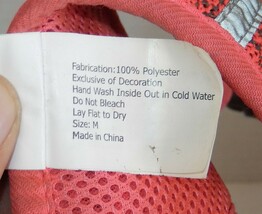 Fabrication:100% Polyester
Exclusive of Decoration
Hand Wash Inside Out in Cold Water
Do Not Bleach
Lay Flat to Dry
Size: M
Made in China